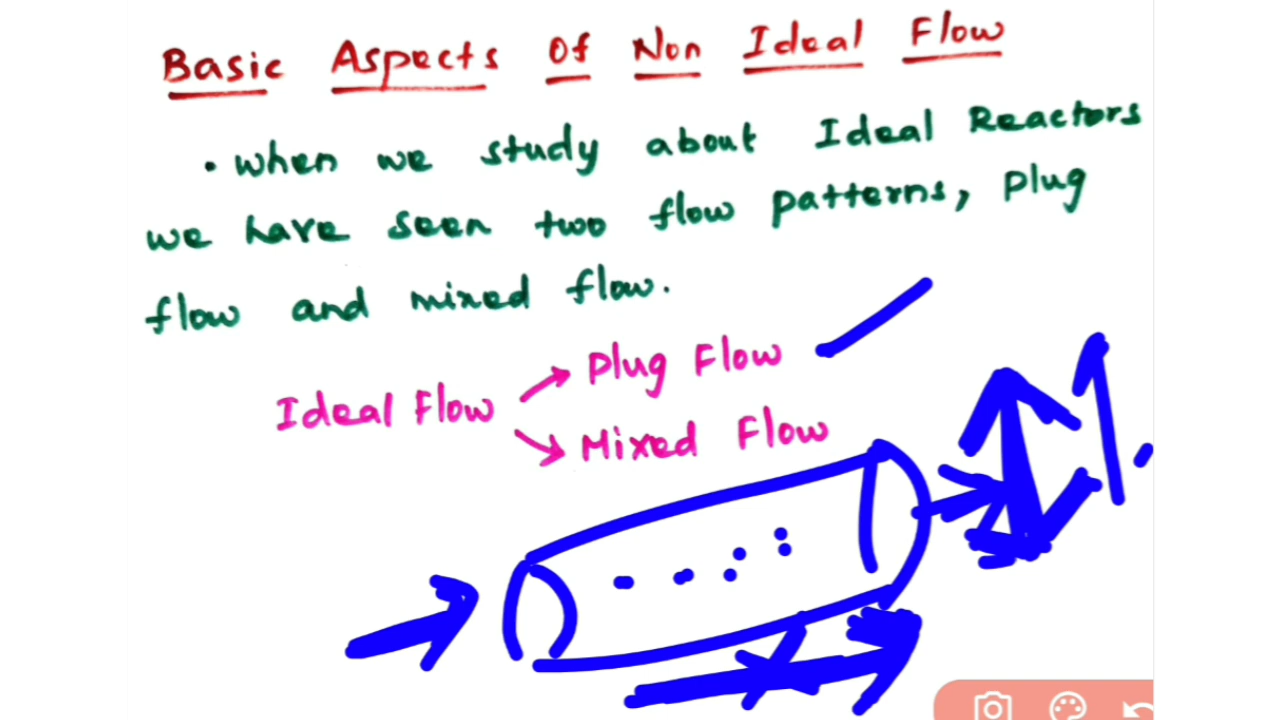 Basic Aspects Of Non Ideal Flow
• When we study about Ideal Reactors
we have seen two flow patterns, plug
flow and mixed flow.
Ideal Flow
Plug Flow
Mixed Flow